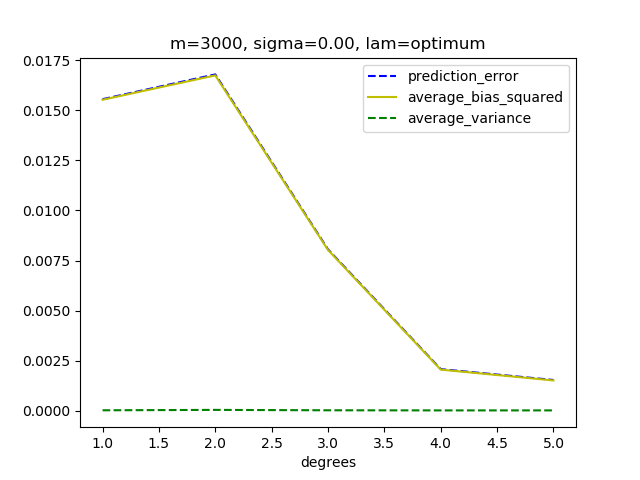 m=3000, sigma=0.00, lam=optimum
prediction_error
average_bias_squared
average_variance
0.0175
0.0150
0.0125
0.0100
0.0075
0.0050
0.0025
0.0000
1.0 1.5 2.0 2.5 3.0 3.5 4.0 4.5 5.0
degrees